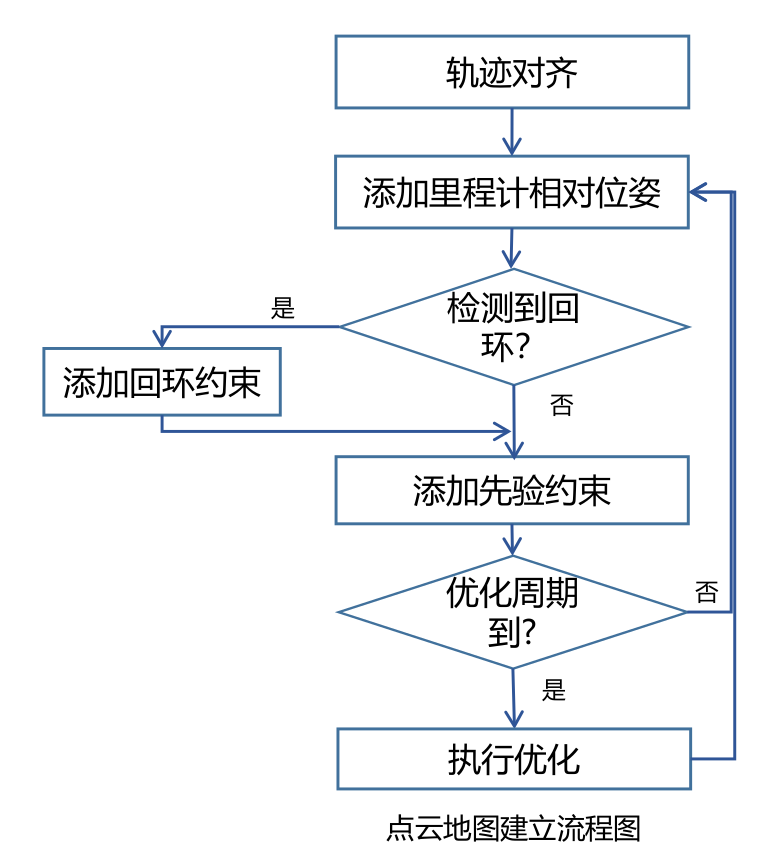 轨迹对齐
添加里程计相对位姿
检测到回
环？
是
添加回环约束
否
添加先验约束
优化周期
到?
否
是
执行优化
点云地图建立流程图